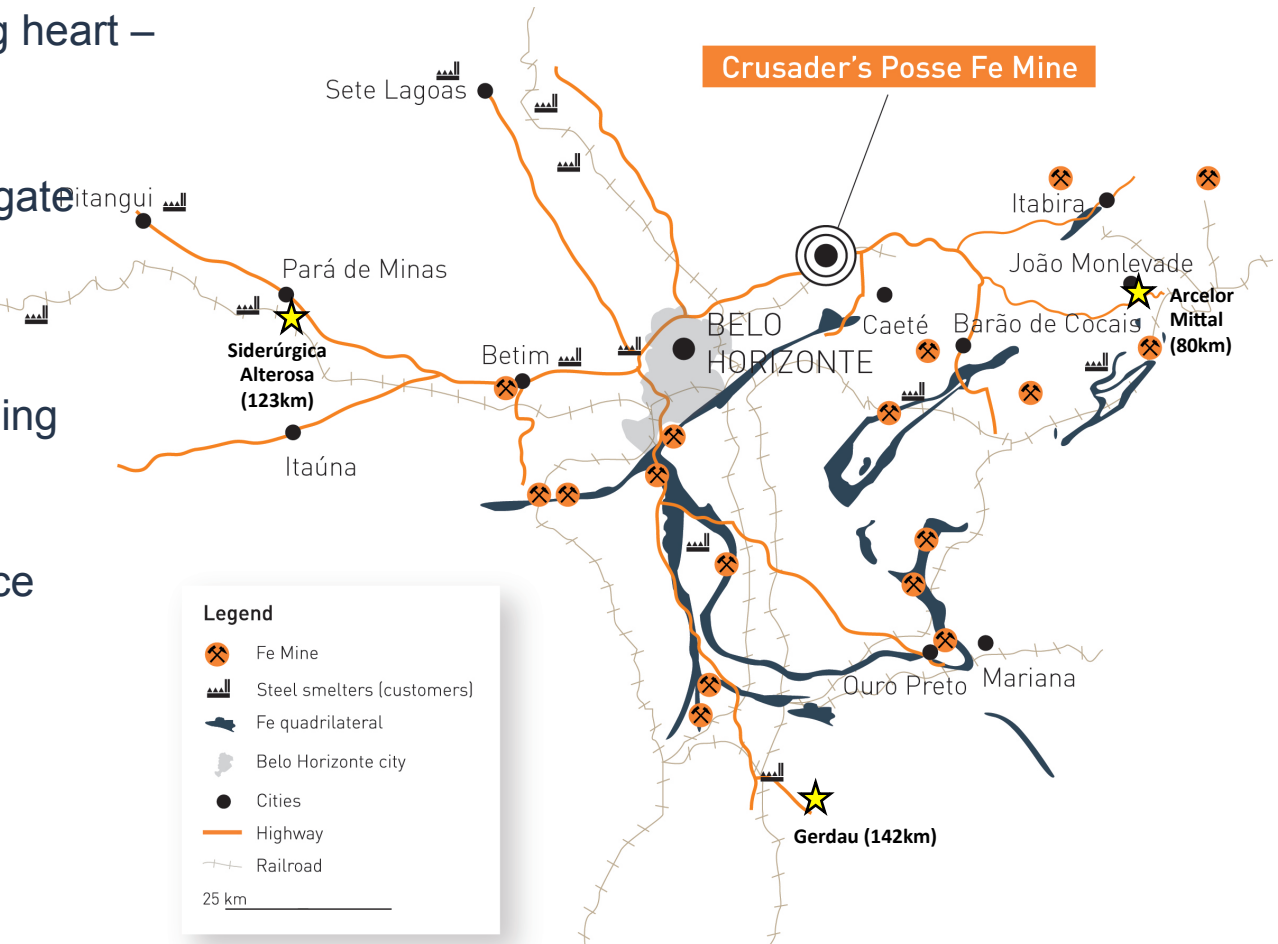 g heart –
Crusader's Posse Fe Mine
Sete Lagoas
gate
Pitangui
Itabira
Pará de Minas
João Monlevade
Arcelor
Mittal
(80km)
BELO
HORIZONTE
Caeté
Barão de Cocais
Siderúrgica
Alterosa
(123km)
Betim
ing
Itaúna
ce
Ouro Preto
Mariana
Gerdau (142km)
Legend
Fe Mine
Steel smelters (customers)
Fe quadrilateral
Belo Horizonte city
Cities
Highway
Railroad
25 km